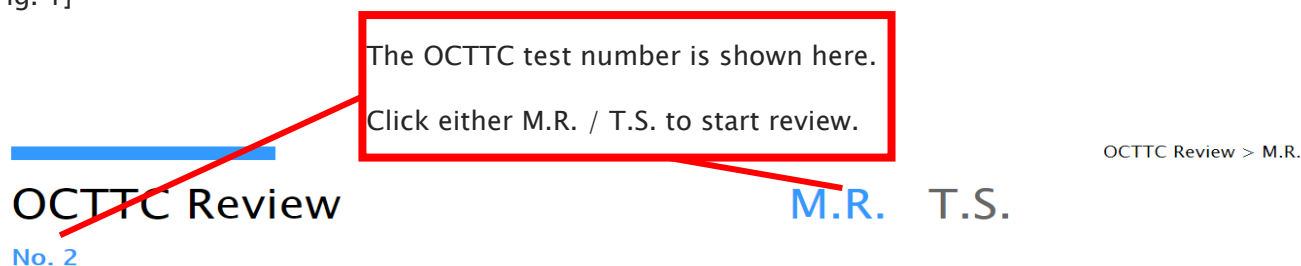 ig. 1]
The OCTTC test number is shown here.
Click either M.R. / T.S. to start review.
OCTTC Review > M.R.
OCTTC Review
M.R. T.S.
No. 2